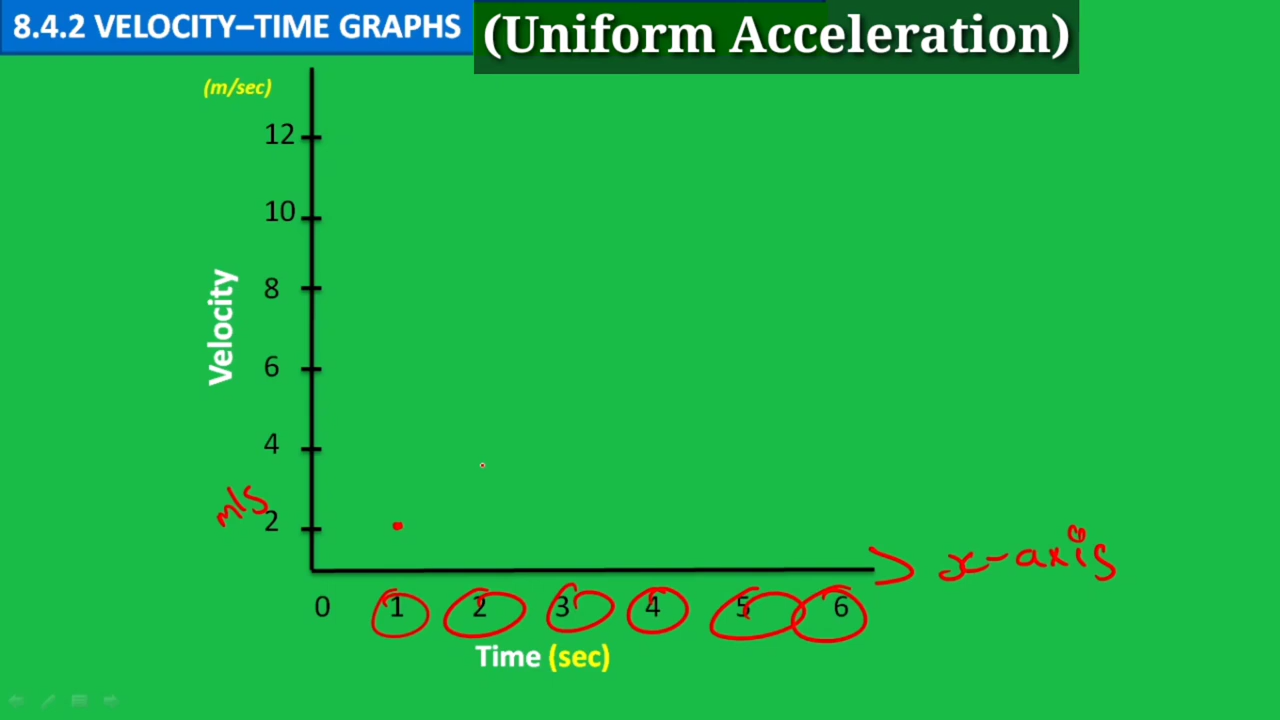 8.4.2 VELOCITY–TIME GRAPHS
(Uniform Acceleration)
(m/sec)
12
10
8
6
4
2
m/s
Velocity
x-axis
0 1 2 3 4 5 6
Time (sec)